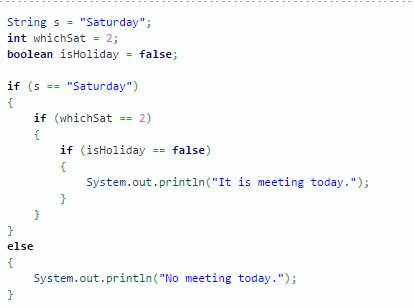 String s = "Saturday";
int whichSat = 2;
boolean isHoliday = false;

if (s == "Saturday")
{
    if (whichSat == 2)
    {
        if (isHoliday == false)
        {
            System.out.println("It is meeting today.");
        }
    }
}
else
{
    System.out.println("No meeting today.");
}